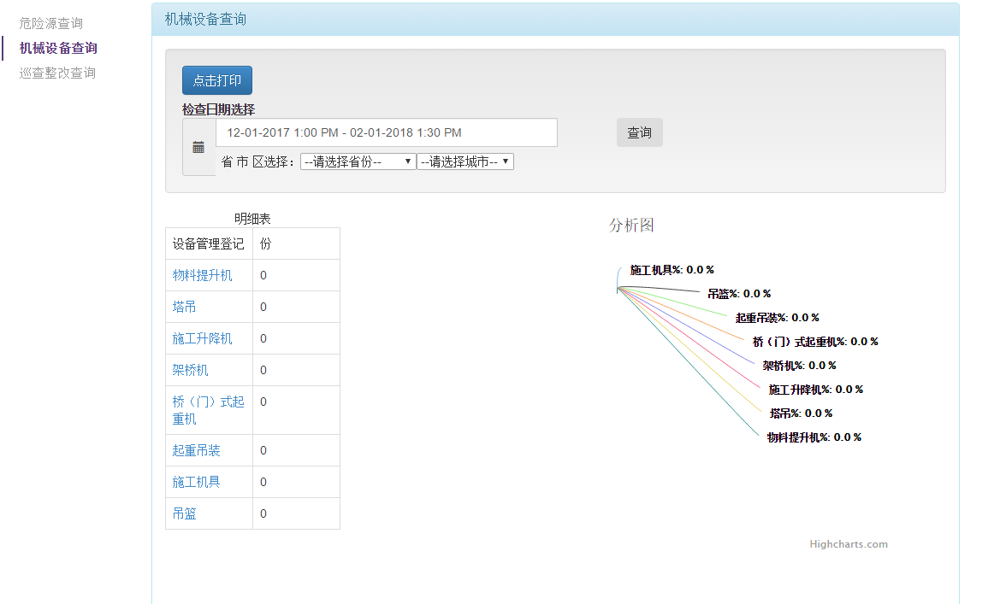 危险源查询
机械设备查询
巡查整改查询
机械设备查询
点击打印
检查日期选择
12-01-2017 1:00 PM - 02-01-2018 1:30 PM
查询
省 市 区选择：--请选择省份-- --请选择城市--
明细表
设备管理登记 份
物料提升机 0
塔吊 0
施工升降机 0
架桥机 0
桥（门）式起
重机 0
起重吊装 0
施工机具 0
吊篮 0
分析图
施工机具%: 0.0 %
吊篮%: 0.0 %
起重吊装%: 0.0 %
桥（门）式起重机%: 0.0 %
架桥机%: 0.0 %
施工升降机%: 0.0 %
塔吊%: 0.0 %
物料提升机%: 0.0 %
Highcharts.com